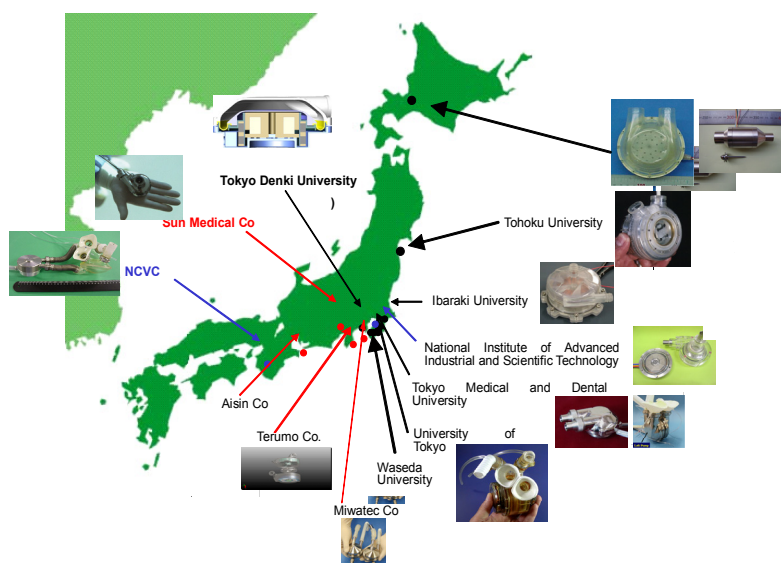 Tokyo Denki University
)
Sun Medical Co
Tohoku University
NCVC
Ibaraki University
National Institute of Advanced
Industrial and Scientific Technology
Tokyo Medical and Dental
University
Aisin Co
University of
Tokyo
Terumo Co.
Waseda
University
Miwatec Co